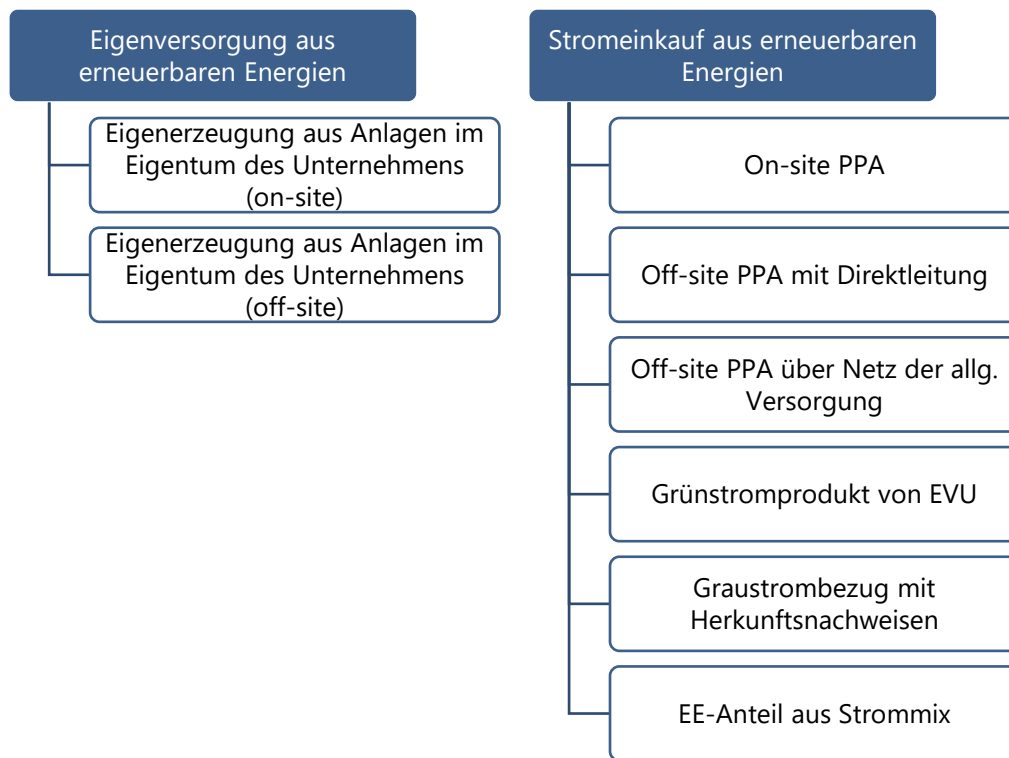 Eigenversorgung aus
erneuerbaren Energien
Eigenerzeugung aus Anlagen im
Eigentum des Unternehmens
(on-site)
Eigenerzeugung aus Anlagen im
Eigentum des Unternehmens
(off-site)
Stromeinkauf aus erneuerbaren
Energien
On-site PPA
Off-site PPA mit Direktleitung
Off-site PPA über Netz der allg.
Versorgung
Grünstromprodukt von EVU
Graustrombezug mit
Herkunftsnachweisen
EE-Anteil aus Strommix